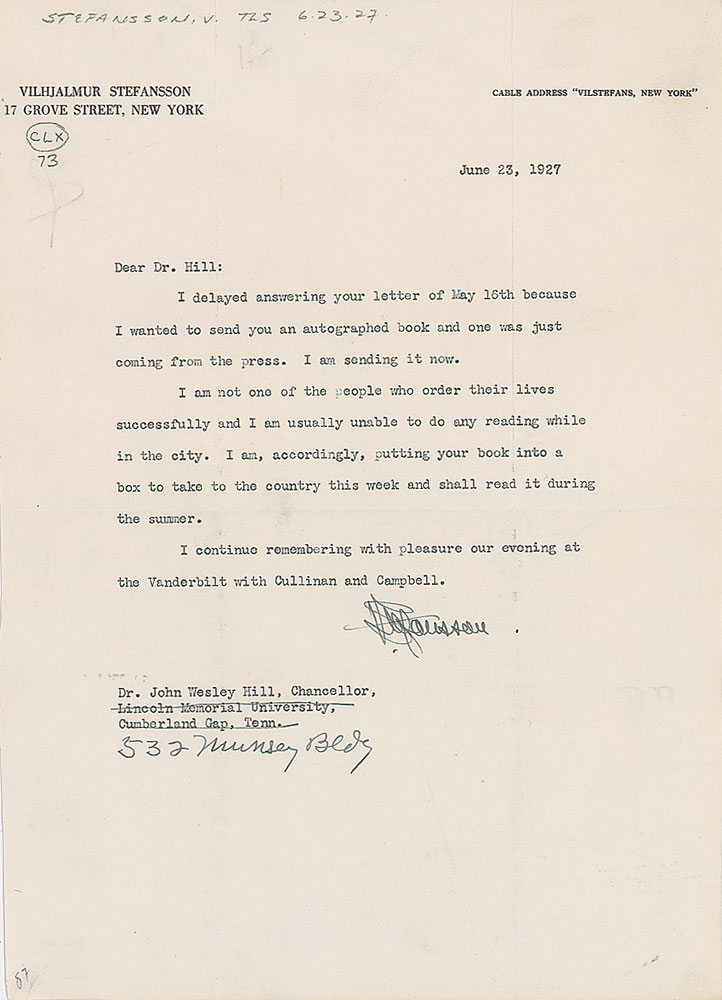 STEFANSSON, V. TLS 6.23.27.
VILHJALMUR STEFANSSON
17 GROVE STREET, NEW YORK
CABLE ADDRESS "VILSTEFANS, NEW YORK"
CLX
73
June 23, 1927
Dear Dr. Hill:
I delayed answering your letter of May 16th because
I wanted to send you an autographed book and one was just
coming from the press. I am sending it now.
I am not one of the people who order their lives
successfully and I am usually unable to do any reading while
in the city. I am, accordingly, putting your book into a
box to take to the country this week and shall read it during
the summer.
I continue remembering with pleasure our evening at
the Vanderbilt with Cullinan and Campbell.
VStefansson
Dr. John Wesley Hill, Chancellor,
Lincoln Memorial University,
Cumberland Gap, Tenn.
532 Munsey Bldg
87